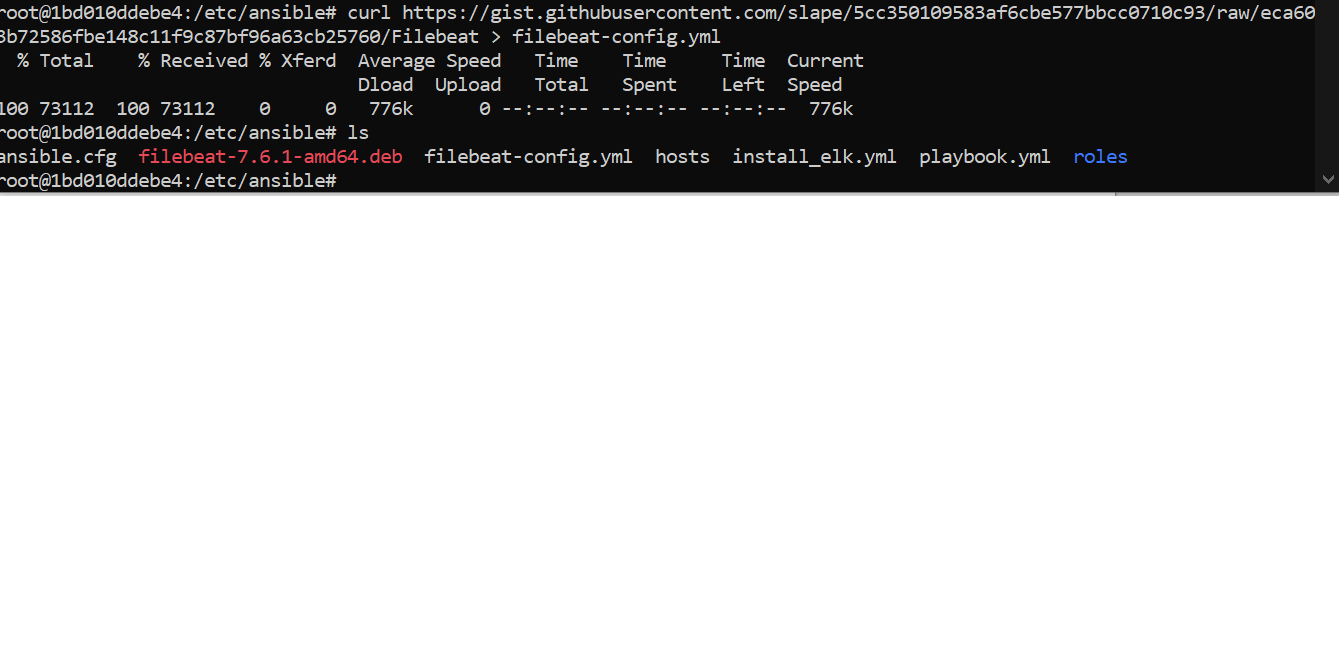 root@1bd010ddebe4:/etc/ansible# curl https://gist.githubusercontent.com/slape/5cc350109583af6cbe577bbcc0710c93/raw/eca60
3b72586fbe148c11f9c87bf96a63cb25760/Filebeat > filebeat-config.yml
% Total % Received % Xferd Average Speed Time Time Time Current
Dload Upload Total Spent Left Speed
100 73112 100 73112 0 0 776k 0 --:--:-- --:--:-- --:--:-- 776k
root@1bd010ddebe4:/etc/ansible# ls
ansible.cfg filebeat-7.6.1-amd64.deb filebeat-config.yml hosts install_elk.yml playbook.yml roles
root@1bd010ddebe4:/etc/ansible#